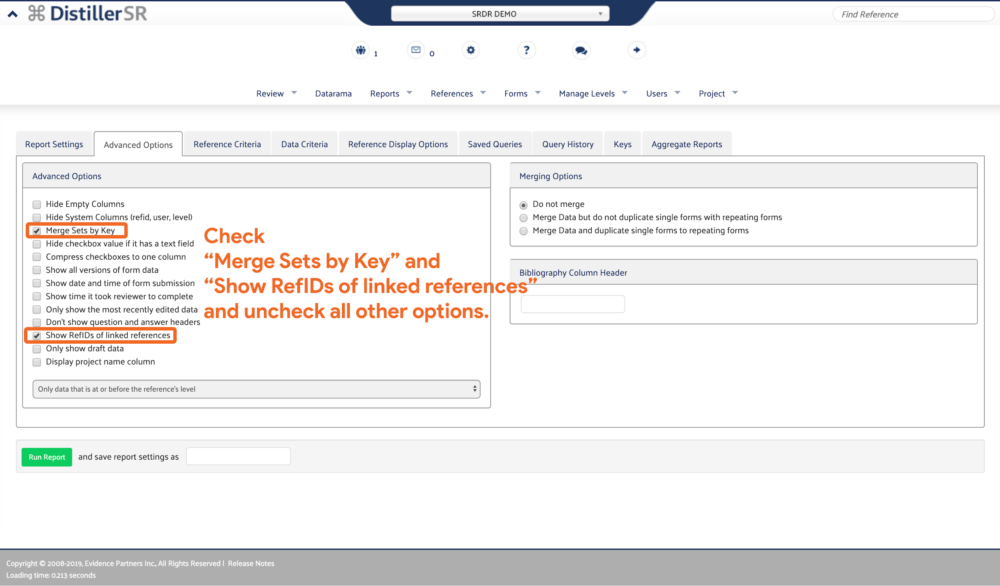 DistillerSR
SRDR DEMO
Find Reference
1
0
?
Review
Datarama
Reports
References
Forms
Manage Levels
Users
Project
Report Settings
Advanced Options
Reference Criteria
Data Criteria
Reference Display Options
Saved Queries
Query History
Keys
Aggregate Reports
Advanced Options
Hide Empty Columns
Hide System Columns (refid, user, level)
Merge Sets by Key
Hide checkbox value if it has a text field
Compress checkboxes to one column
Show all versions of form data
Show date and time of form submission
Show time it took reviewer to complete
Only show the most recently edited data
Don't show question and answer headers
Show RefIDs of linked references
Only show draft data
Display project name column
Only data that is at or before the reference's level
Check
“Merge Sets by Key” and
“Show RefIDs of linked references”
and uncheck all other options.
Merging Options
Do not merge
Merge Data but do not duplicate single forms with repeating forms
Merge Data and duplicate single forms to repeating forms
Bibliography Column Header
Run Report and save report settings as
Copyright © 2008-2019, Evidence Partners Inc., All Rights Reserved | Release Notes
Loading time: 0.213 seconds